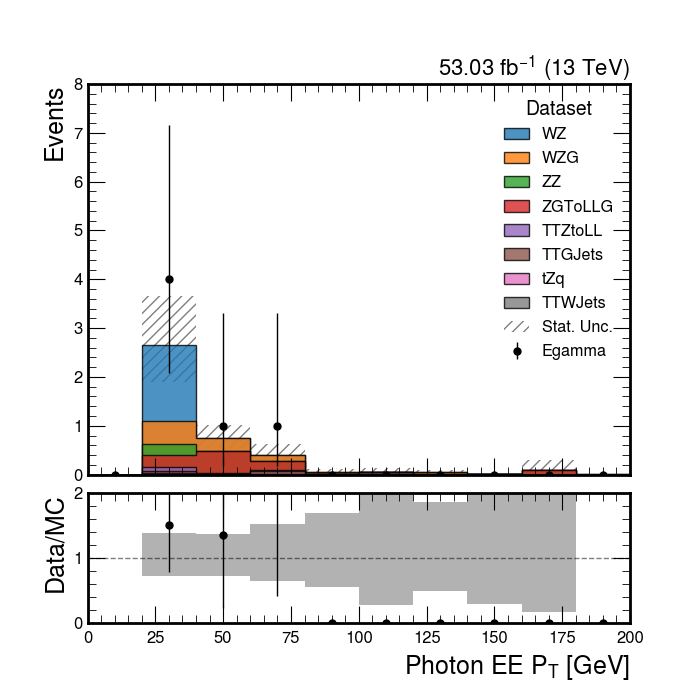 53.03 fb⁻¹ (13 TeV)
Events
8
7
6
5
4
3
2
1
0
Dataset
WZ
WZG
ZZ
ZGToLLG
TTZtoLL
TTGJets
tZq
TTWJets
Stat. Unc.
Egamma
Data/MC
2
1
0
0 25 50 75 100 125 150 175 200
Photon EE P_T [GeV]